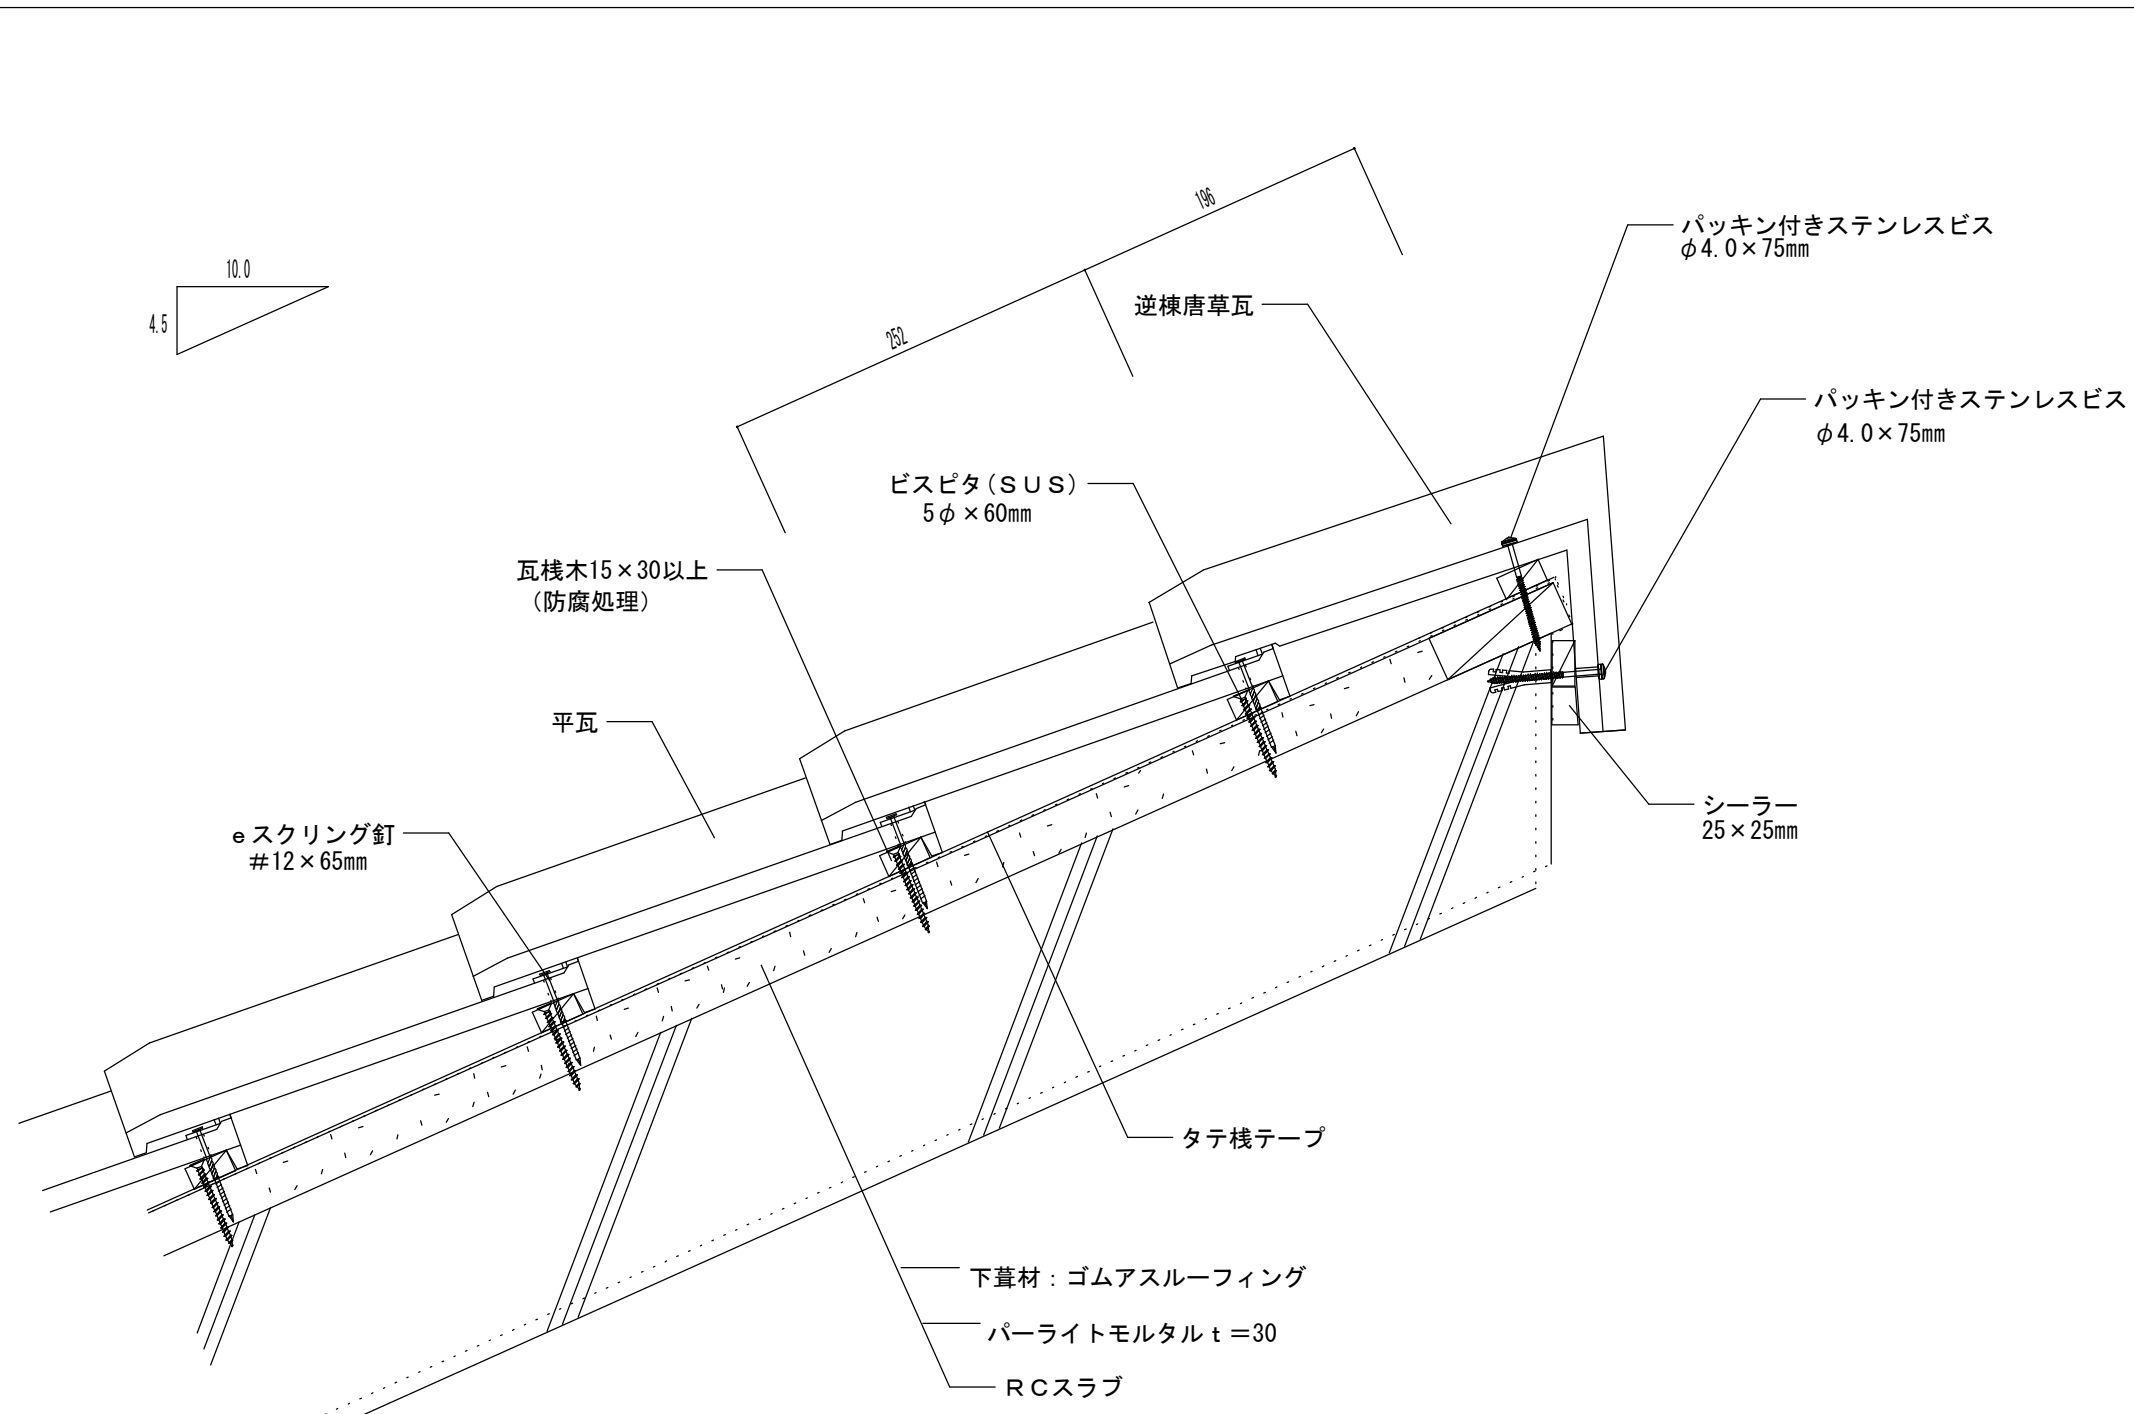 196
10.0
4.5
252
パッキン付きステンレスビス
φ4.0×75mm
逆棟唐草瓦
パッキン付きステンレスビス
φ4.0×75mm
ビスピタ(SUS)
5φ×60mm
瓦桟木15×30以上
(防腐処理)
平瓦
eスクリング釘
#12×65mm
シーラー
25×25mm
タテ桟テープ
下葺材:ゴムアスルーフィング
パーライトモルタルt=30
RCスラブ